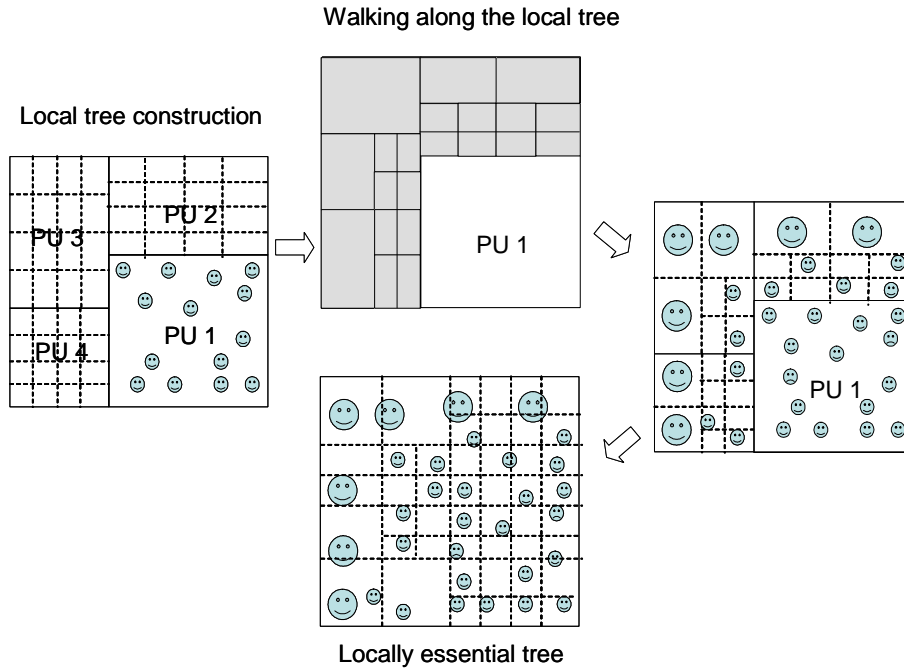 Walking along the local tree
Local tree construction
PU 2
PU 3
PU 1
PU 4
PU 1
PU 1
Locally essential tree